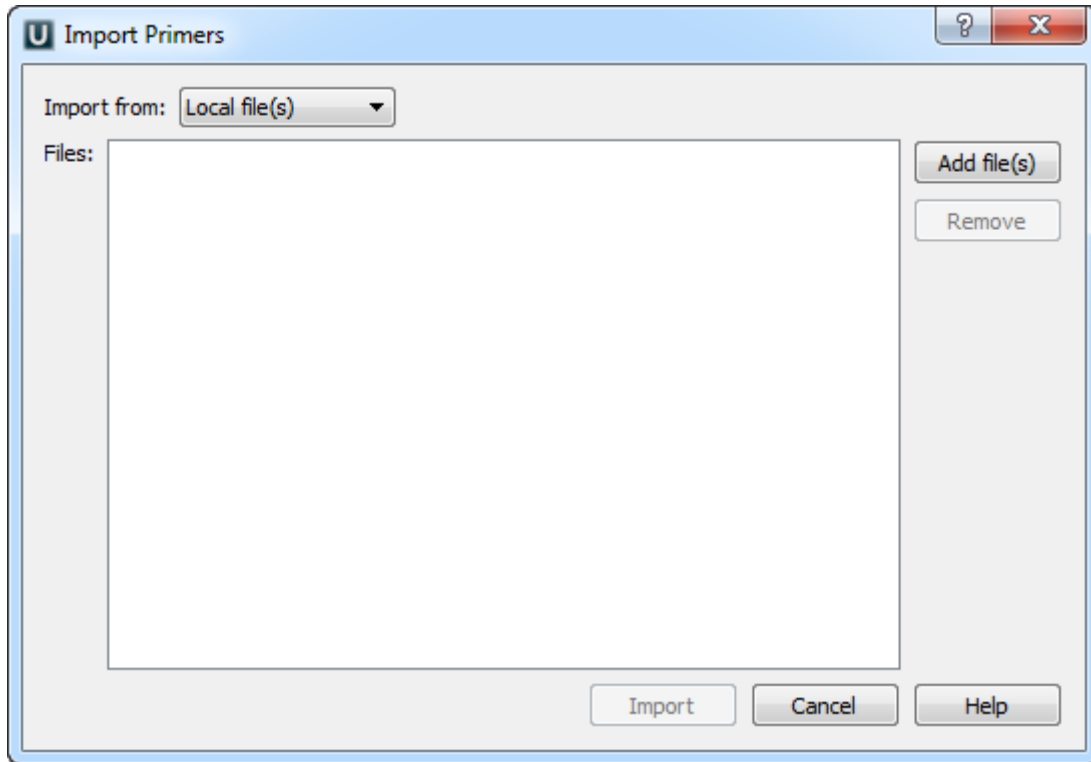 U Import Primers ?
Import from: Local file(s)
Files:
Add file(s)
Remove
Import Cancel Help